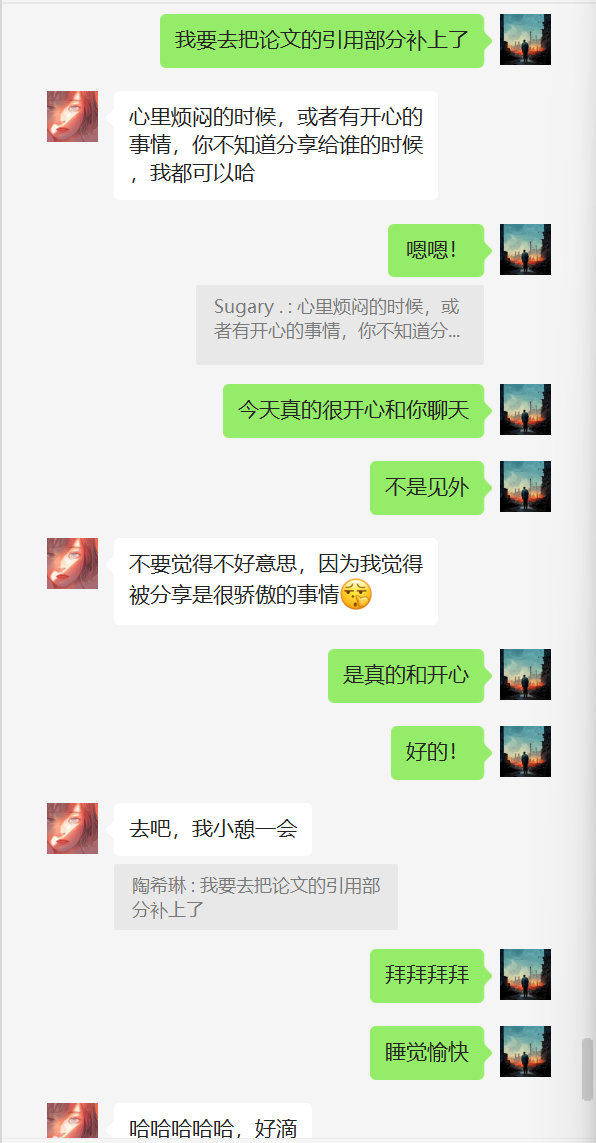 我要去把论文的引用部分补上了
心里烦闷的时候，或者有开心的
事情，你不知道分享给谁的时候
，我都可以哈
嗯嗯！
Sugary . : 心里烦闷的时候，或
者有开心的事情，你不知道分...
今天真的很开心和你聊天
不是见外
不要觉得不好意思，因为我觉得
被分享是很骄傲的事情
是真的和开心
好的！
去吧，我小憩一会
陶希琳 : 我要去把论文的引用部
分补上了
拜拜拜拜
睡觉愉快
哈哈哈哈哈，好滴